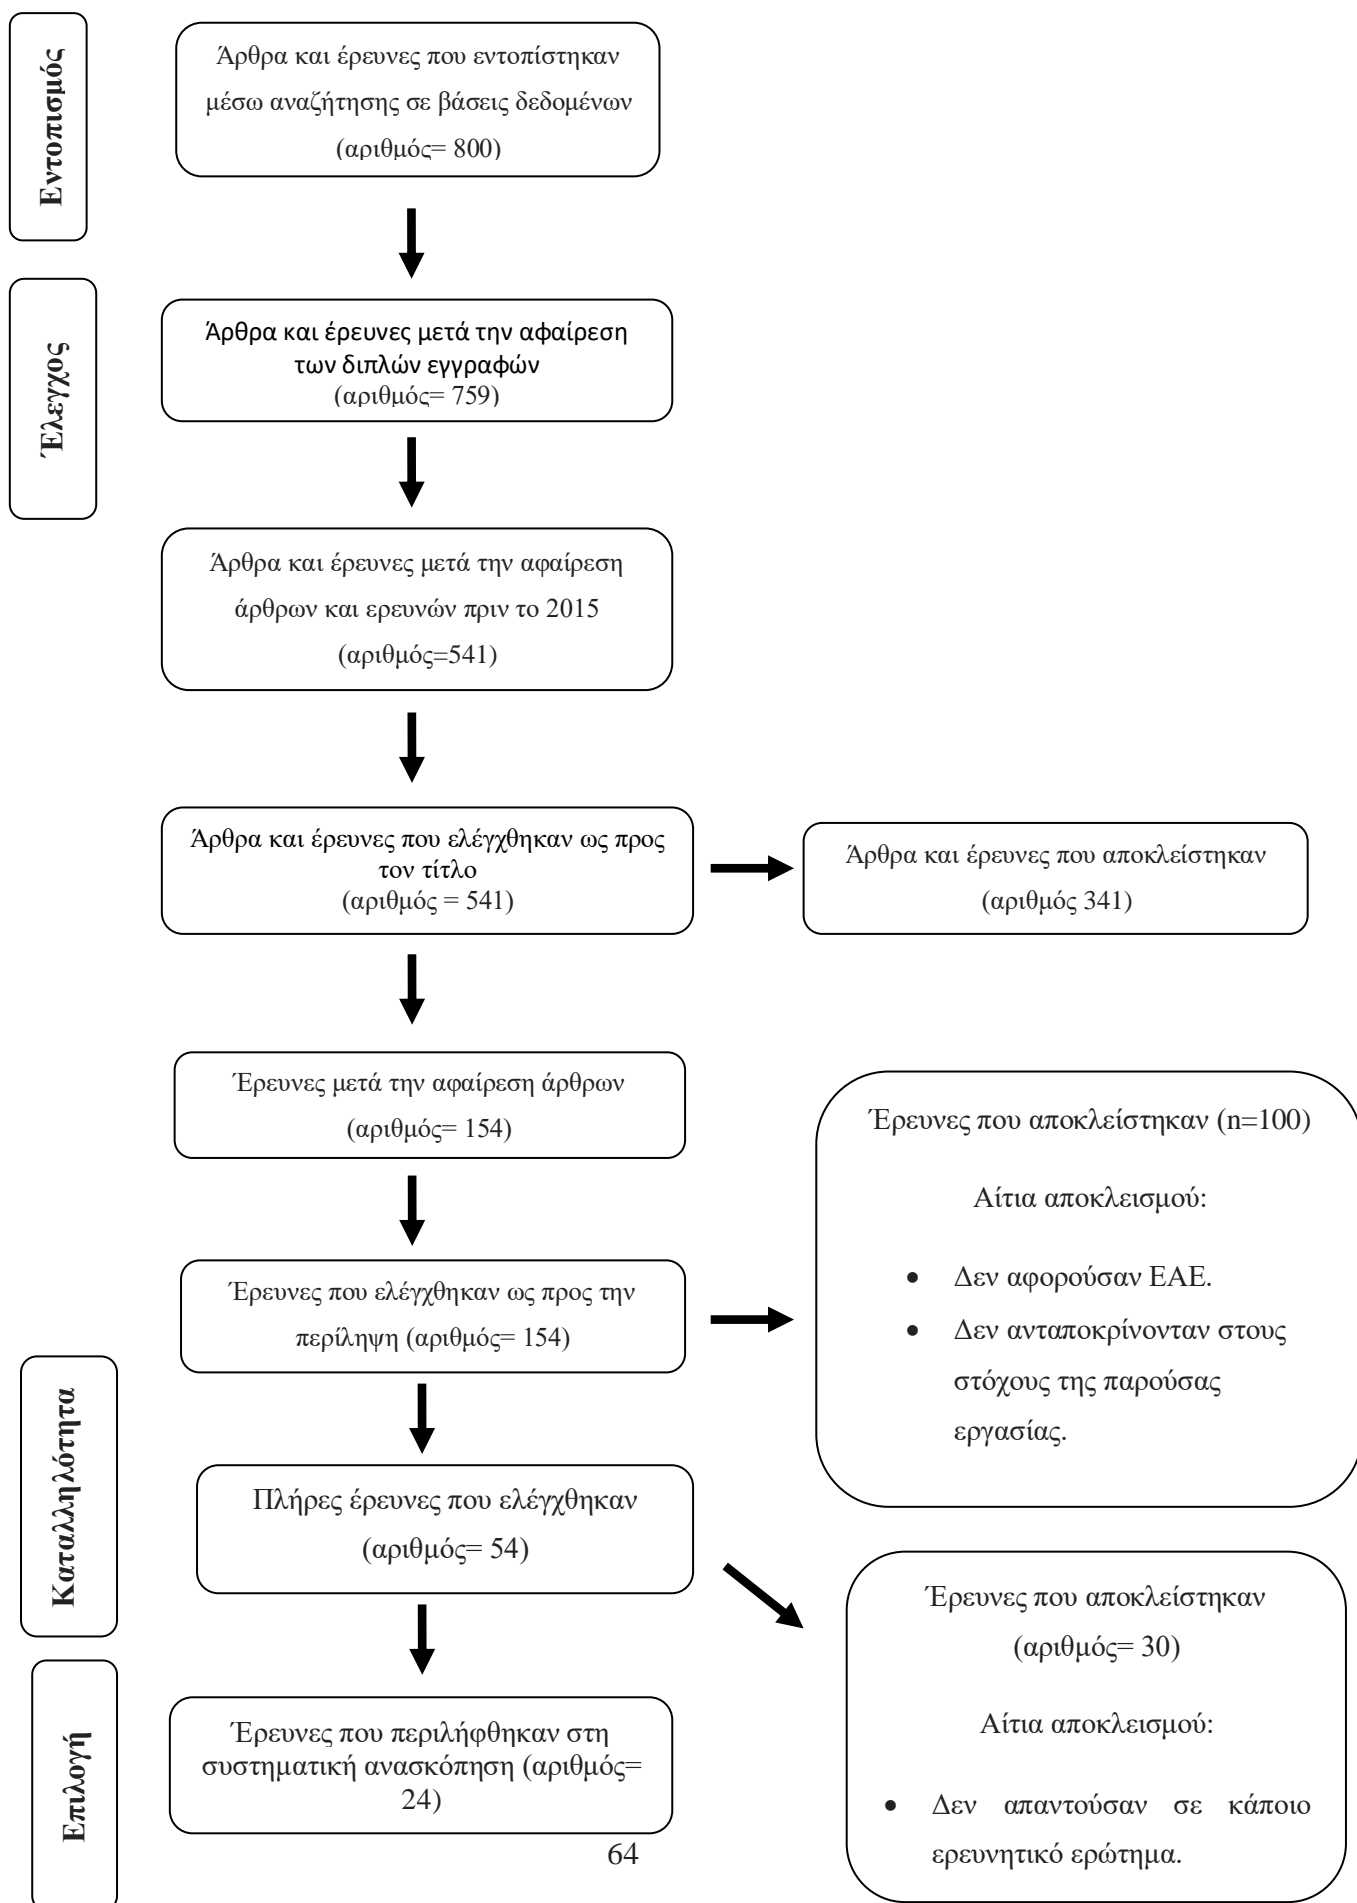 Εντοπισμός
Άρθρα και έρευνες που εντοπίστηκαν
μέσω αναζήτησης σε βάσεις δεδομένων
(αριθμός= 800)
Έλεγχος
Άρθρα και έρευνες μετά την αφαίρεση
των διπλών εγγραφών
(αριθμός= 759)
Άρθρα και έρευνες μετά την αφαίρεση
άρθρων και ερευνών πριν το 2015
(αριθμός=541)
Άρθρα και έρευνες που ελέγχθηκαν ως προς
τον τίτλο
(αριθμός = 541)
Άρθρα και έρευνες που αποκλείστηκαν
(αριθμός 341)
Έρευνες μετά την αφαίρεση άρθρων
(αριθμός= 154)
Έρευνες που ελέγχθηκαν ως προς την
περίληψη (αριθμός= 154)
Έρευνες που αποκλείστηκαν (n=100)
Αίτια αποκλεισμού:
• Δεν αφορούσαν ΕΑΕ.
• Δεν ανταποκρίνονταν στους
στόχους της παρούσας
εργασίας.
Καταλληλότητα
Πλήρες έρευνες που ελέγχθηκαν
(αριθμός= 54)
Έρευνες που αποκλείστηκαν
(αριθμός= 30)
Αίτια αποκλεισμού:
• Δεν απαντούσαν σε κάποιο
ερευνητικό ερώτημα.
Επιλογή
Έρευνες που περιλήφθηκαν στη
συστηματική ανασκόπηση (αριθμός=
24)
64